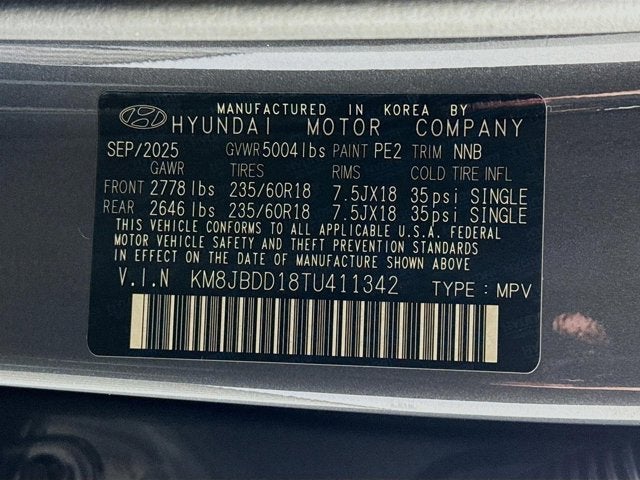 MANUFACTURED IN KOREA BY
HYUNDAI MOTOR COMPANY
SEP/2025 GVWR 5004lbs PAINT PE2 TRIM NNB
GAWR TIRES RIMS COLD TIRE INFL
FRONT 2778 lbs 235/60R18 7.5JX18 35psi SINGLE
REAR 2646 lbs 235/60R18 7.5JX18 35psi SINGLE
THIS VEHICLE CONFORMS TO ALL APPLICABLE U.S.A. FEDERAL
MOTOR VEHICLE SAFETY BUMPER, AND THEFT PREVENTION STANDARDS
IN EFFECT ON THE DATE OF MANUFACTURE SHOWN ABOVE
V.I.N KM8JBDD18TU411342 TYPE : MPV